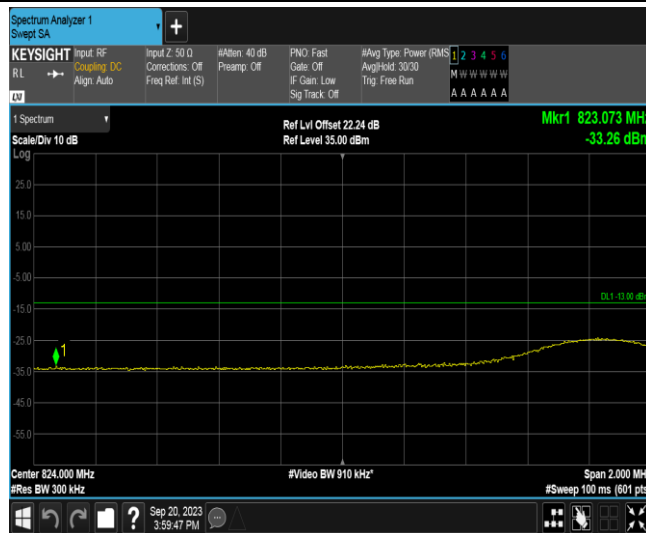 Spectrum Analyzer 1
Swept SA
+
KEYSIGHT
RL
Input: RF
Coupling: DC
Align: Auto
Input Z: 50 Ω
Corrections: Off
Freq Ref: Int (S)
#Atten: 40 dB
Preamp: Off
PNO: Fast
Gate: Off
IF Gain: Low
Sig Track: Off
#Avg Type: Power (RMS
Avg|Hold: 30/30
Trig: Free Run
1 2 3 4 5 6
M W W W W W
A A A A A A
LXI
1 Spectrum
Scale/Div 10 dB
Ref Lvl Offset 22.24 dB
Ref Level 35.00 dBm
Mkr1 823.073 MHz
-33.26 dBm
Log
25.0
15.0
5.00
-5.00
DL1 -13.00 dBm
-15.0
-25.0
1
-35.0
-45.0
-55.0
Center 824.000 MHz
#Video BW 910 kHz*
Span 2.000 MH
#Res BW 300 kHz
#Sweep 100 ms (601 pts
?
Sep 20, 2023
3:59:47 PM